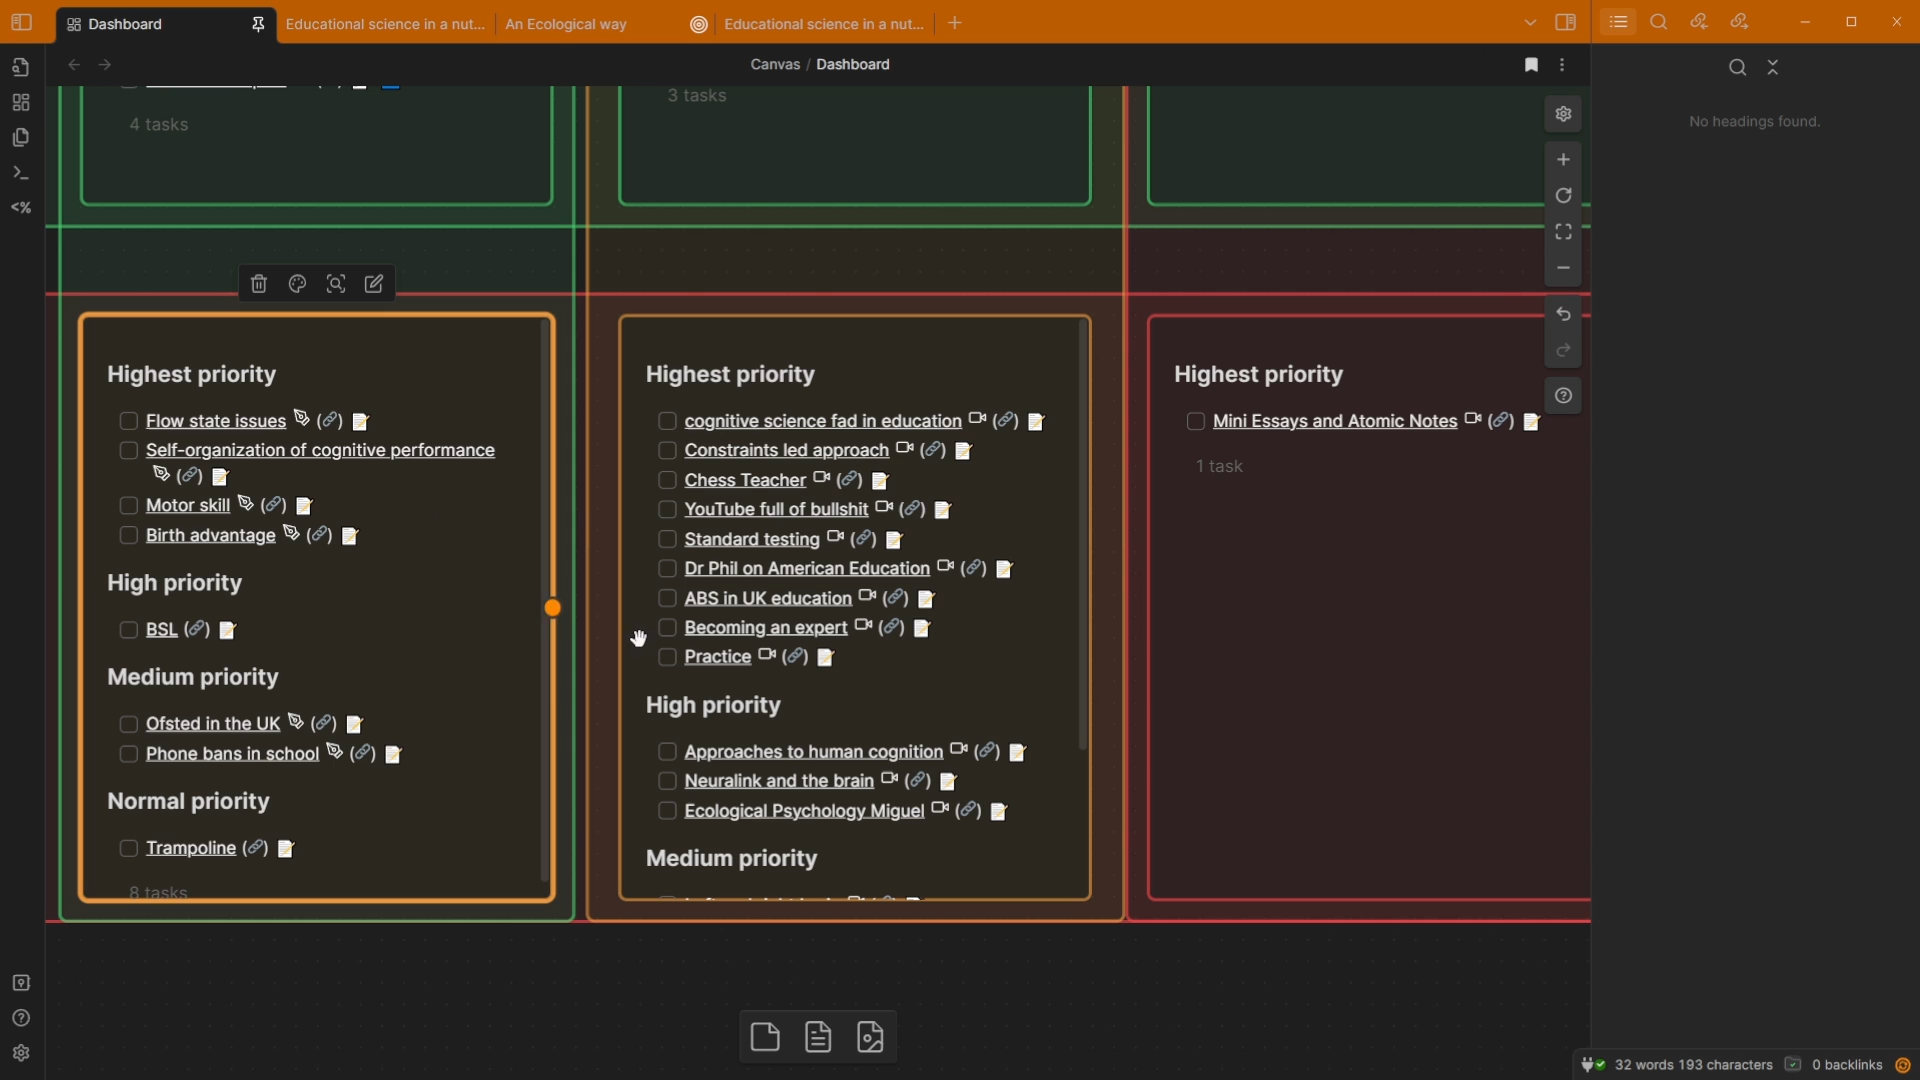 Dashboard
Educational science in a nut...
An Ecological way
Educational science in a nut...
Canvas / Dashboard
No headings found.
4 tasks
3 tasks
Highest priority
Flow state issues
Self-organization of cognitive performance
Motor skill
Birth advantage
High priority
BSL
Medium priority
Ofsted in the UK
Phone bans in school
Normal priority
Trampoline
8 tasks
Highest priority
cognitive science fad in education
Constraints led approach
Chess Teacher
YouTube full of bullshit
Standard testing
Dr Phil on American Education
ABS in UK education
Becoming an expert
Practice
High priority
Approaches to human cognition
Neuralink and the brain
Ecological Psychology Miguel
Medium priority
Highest priority
Mini Essays and Atomic Notes
1 task
32 words 193 characters
0 backlinks